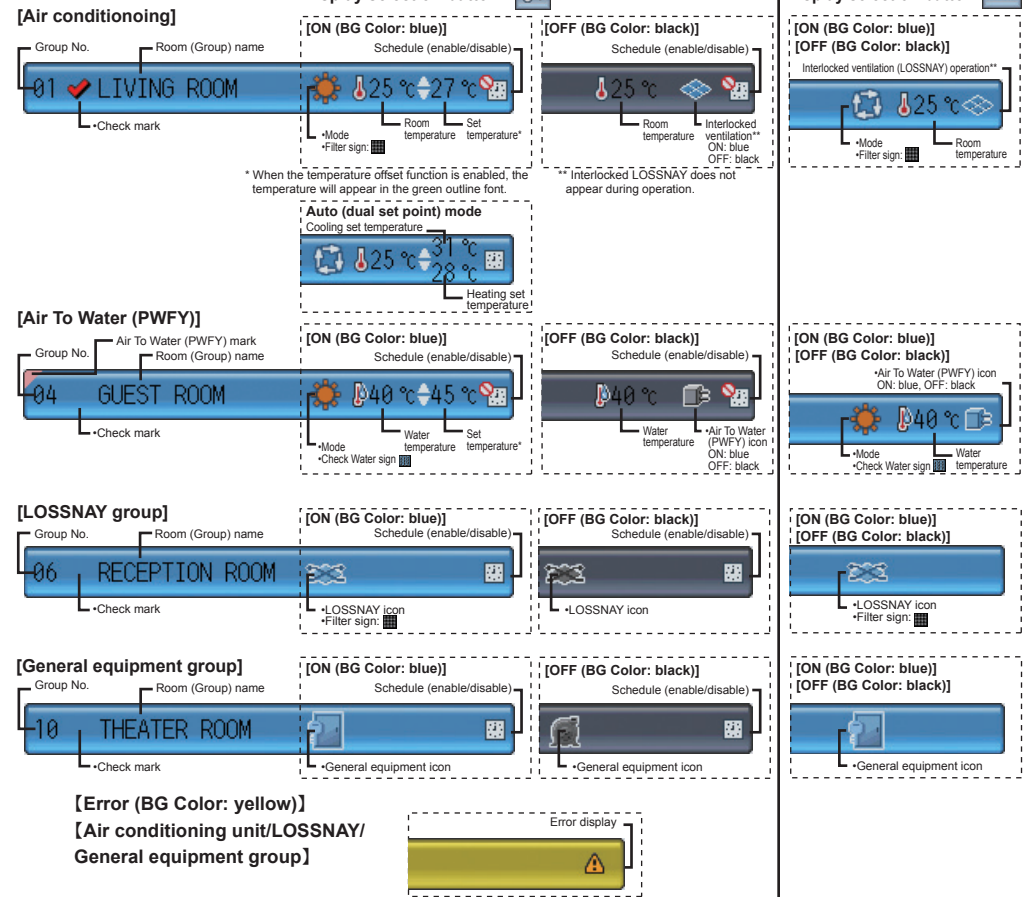 [Air conditionoing]
Group No.
Room (Group) name
01 LIVING ROOM
•Check mark
[ON (BG Color: blue)]
Schedule (enable/disable)
25 °C 27 °C
•Mode
•Filter sign:
Room
temperature
Set
temperature*
[OFF (BG Color: black)]
Schedule (enable/disable)
25 °C
Room
temperature
Interlocked
ventilation**
ON: blue
OFF: black
[ON (BG Color: blue)]
[OFF (BG Color: black)]
Interlocked ventilation (LOSSNAY) operation**
25 °C
•Mode
•Filter sign:
Room
temperature
* When the temperature offset function is enabled, the
temperature will appear in the green outline font.
** Interlocked LOSSNAY does not
appear during operation.
Auto (dual set point) mode
Cooling set temperature
25 °C 31 °C
28 °C
Heating set
temperature
[Air To Water (PWFY)]
Air To Water (PWFY) mark
Group No.
Room (Group) name
04 GUEST ROOM
•Check mark
[ON (BG Color: blue)]
Schedule (enable/disable)
40 °C 45 °C
•Mode
•Check Water sign
Water
temperature
Set
temperature*
[OFF (BG Color: black)]
Schedule (enable/disable)
40 °C
Water
temperature
•Air To Water
(PWFY) icon
ON: blue
OFF: black
[ON (BG Color: blue)]
[OFF (BG Color: black)]
•Air To Water (PWFY) icon
ON: blue, OFF: black
40 °C
•Mode
•Check Water sign
Water
temperature
[LOSSNAY group]
Group No.
Room (Group) name
06 RECEPTION ROOM
•Check mark
[ON (BG Color: blue)]
Schedule (enable/disable)
•LOSSNAY icon
•Filter sign:
[OFF (BG Color: black)]
Schedule (enable/disable)
•LOSSNAY icon
[ON (BG Color: blue)]
[OFF (BG Color: black)]
•LOSSNAY icon
•Filter sign:
[General equipment group]
Group No.
Room (Group) name
10 THEATER ROOM
•Check mark
[ON (BG Color: blue)]
Schedule (enable/disable)
•General equipment icon
[OFF (BG Color: black)]
Schedule (enable/disable)
•General equipment icon
[ON (BG Color: blue)]
[OFF (BG Color: black)]
•General equipment icon
【Error (BG Color: yellow)】
【Air conditioning unit/LOSSNAY/
General equipment group】
Error display